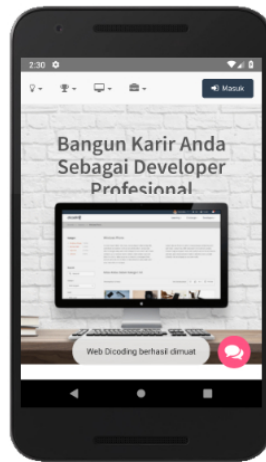 2:30
Masuk
Bangun Karir Anda
Sebagai Developer
Profesional
Web Dicoding berhasil dimuat